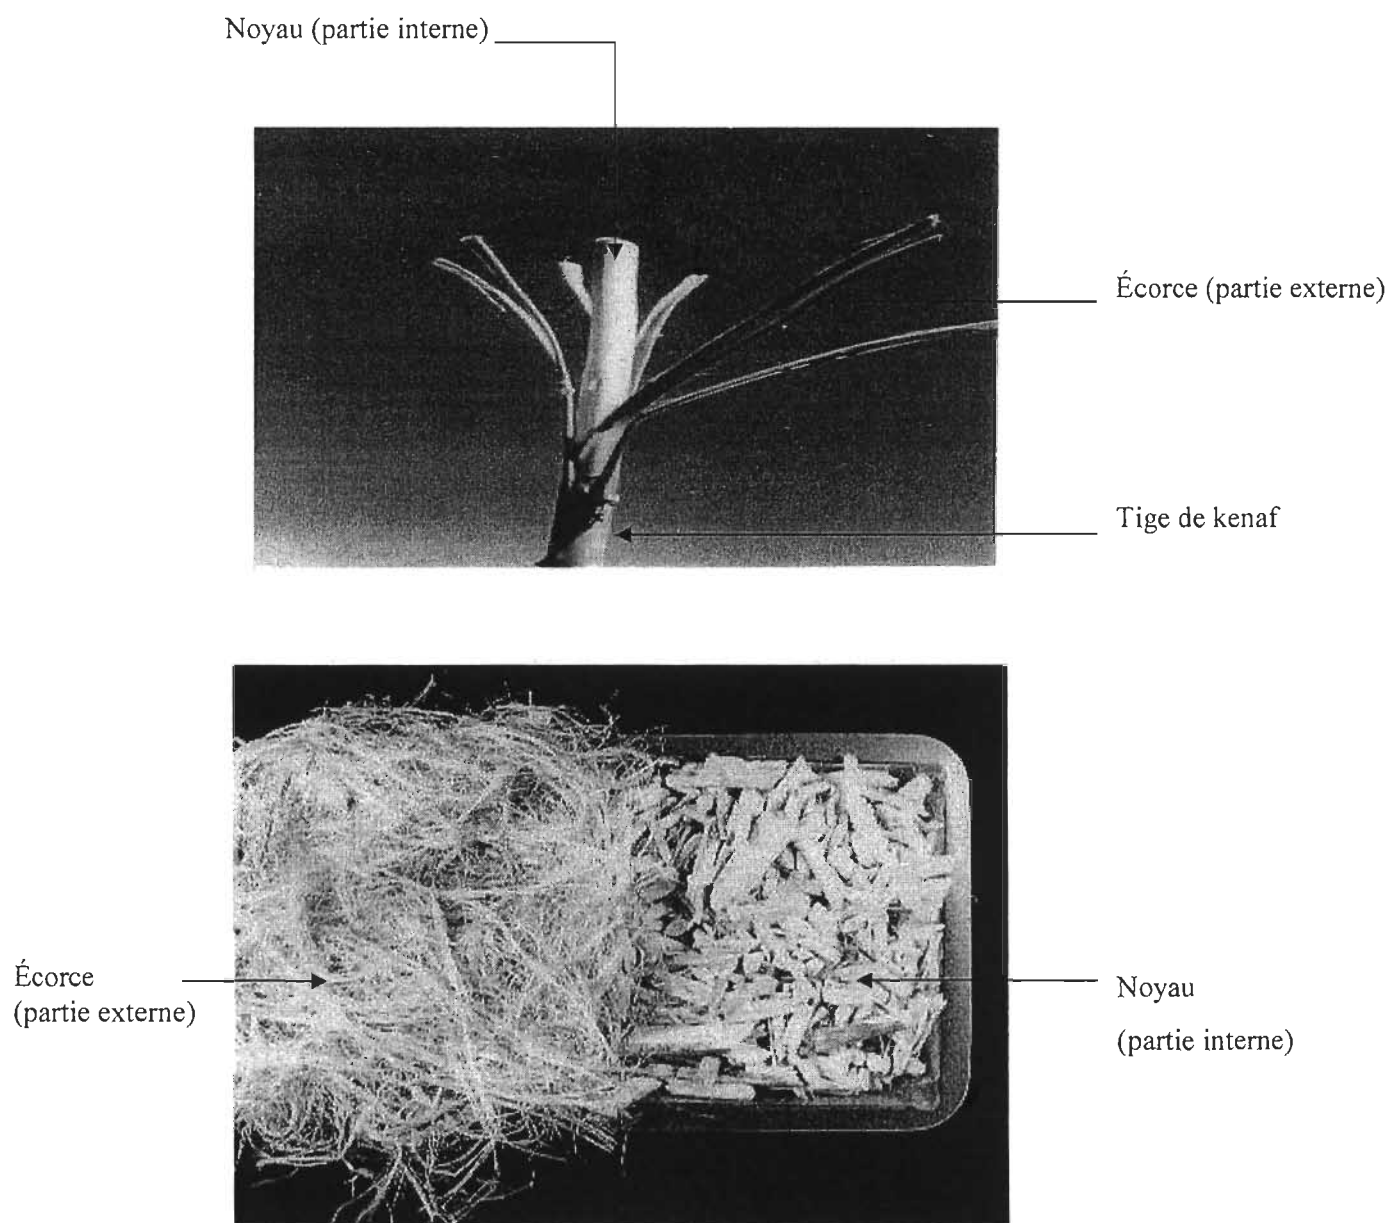 Noyau (partie interne)
Écorce (partie externe)
Tige de kenaf
Écorce
(partie externe)
Noyau
(partie interne)